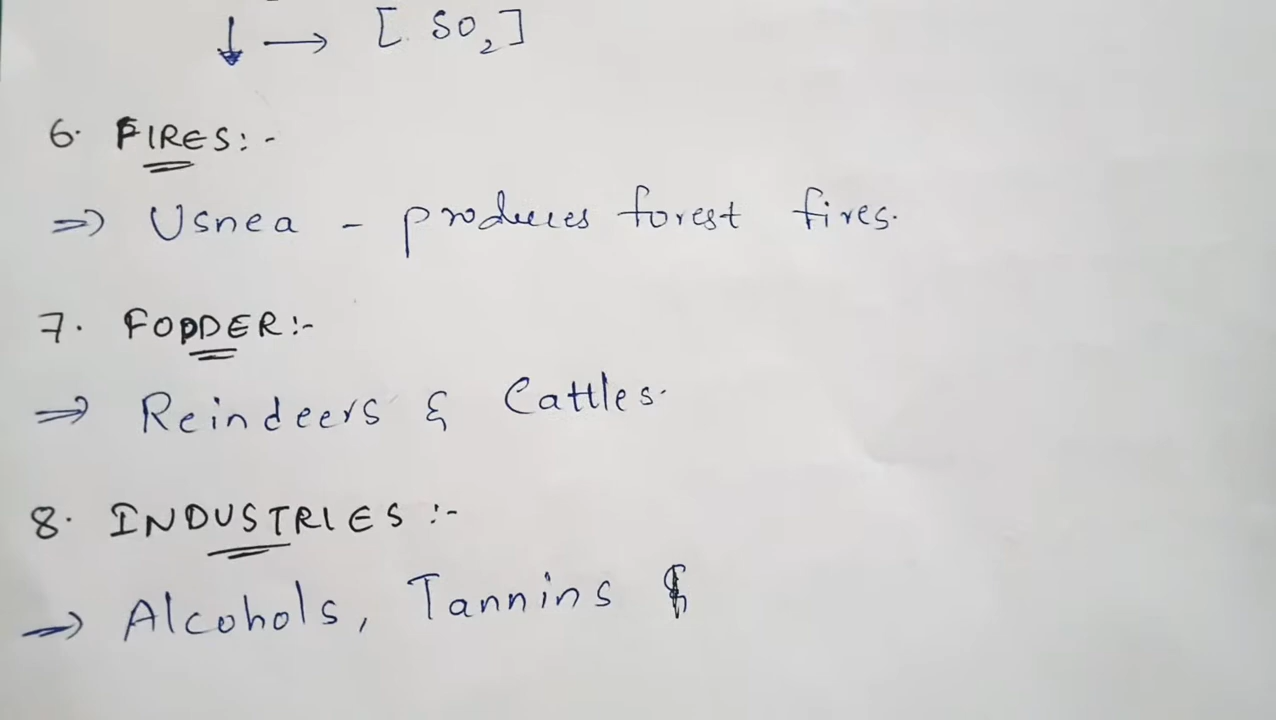 ↓ → [SO₂]
6. FIRES:-
⇒ Usnea - produces forest fires.
7. FODDER:-
⇒ Reindeers & Cattles.
8. INDUSTRIES:-
→ Alcohols, Tannins &